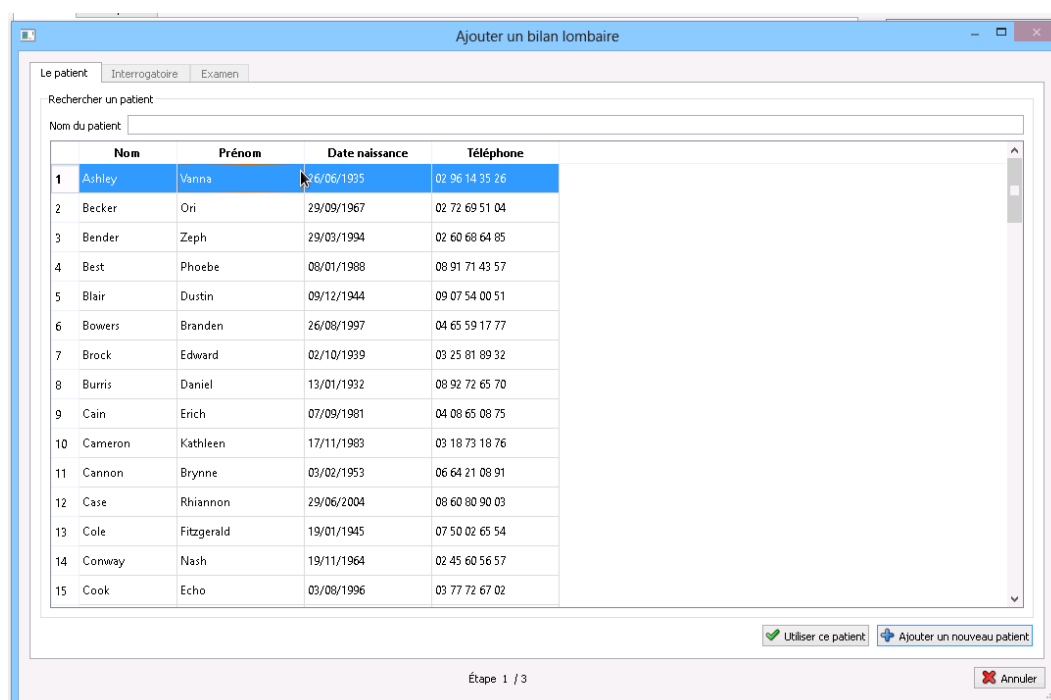 Ajouter un bilan lombaire
Le patient Interrogatoire Examen
Rechercher un patient
Nom du patient
Nom Prénom Date naissance Téléphone
1 Ashley Vanna 26/06/1935 02 96 14 35 26
2 Becker Ori 29/09/1967 02 72 69 51 04
3 Bender Zeph 29/03/1994 02 60 68 64 85
4 Best Phoebe 08/01/1988 08 91 71 43 57
5 Blair Dustin 09/12/1944 09 07 54 00 51
6 Bowers Branden 26/08/1997 04 65 59 17 77
7 Brock Edward 02/10/1939 03 25 81 89 32
8 Burris Daniel 13/01/1932 08 92 72 65 70
9 Cain Erich 07/09/1981 04 08 65 08 75
10 Cameron Kathleen 17/11/1983 03 18 73 18 76
11 Cannon Brynne 03/02/1953 06 64 21 08 91
12 Case Rhiannon 29/06/2004 08 60 80 90 03
13 Cole Fitzgerald 19/01/1945 07 50 02 65 54
14 Conway Nash 19/11/1964 02 45 60 56 57
15 Cook Echo 03/08/1996 03 77 72 67 02
Utiliser ce patient Ajouter un nouveau patient
Étape 1 / 3 Annuler